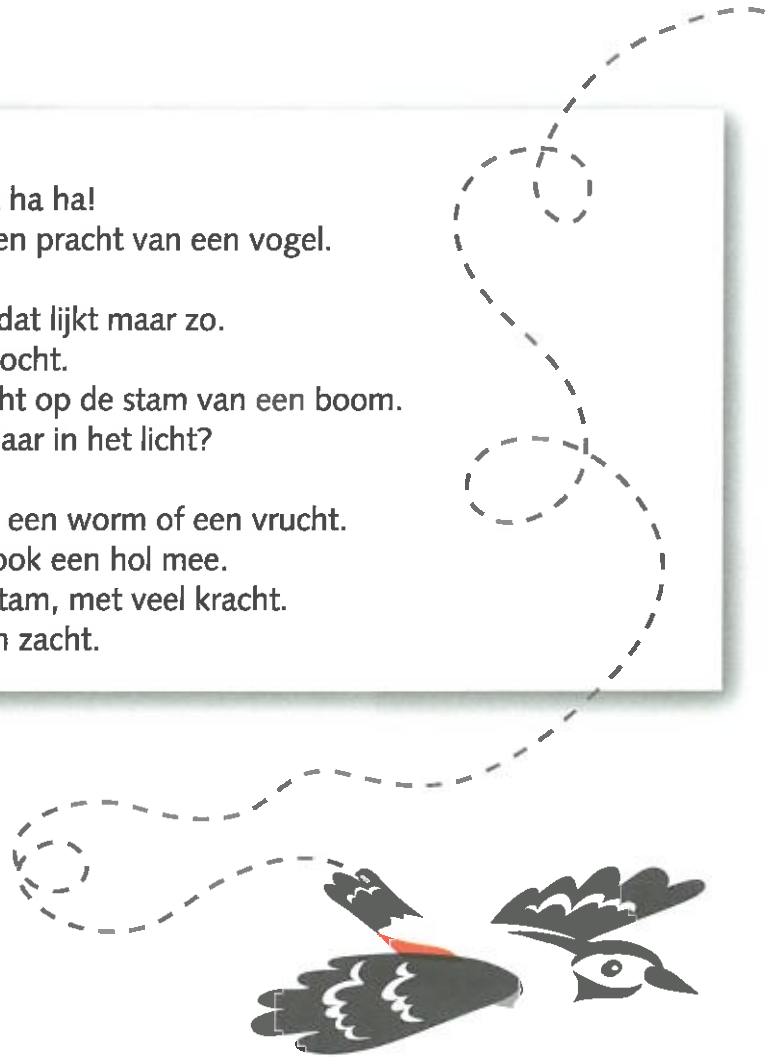 ha ha!
en pracht van een vogel.
dat lijkt maar zo.
ocht.
ht op de stam van een boom.
aar in het licht?
een worm of een vrucht.
ook een hol mee.
tam, met veel kracht.
n zacht.